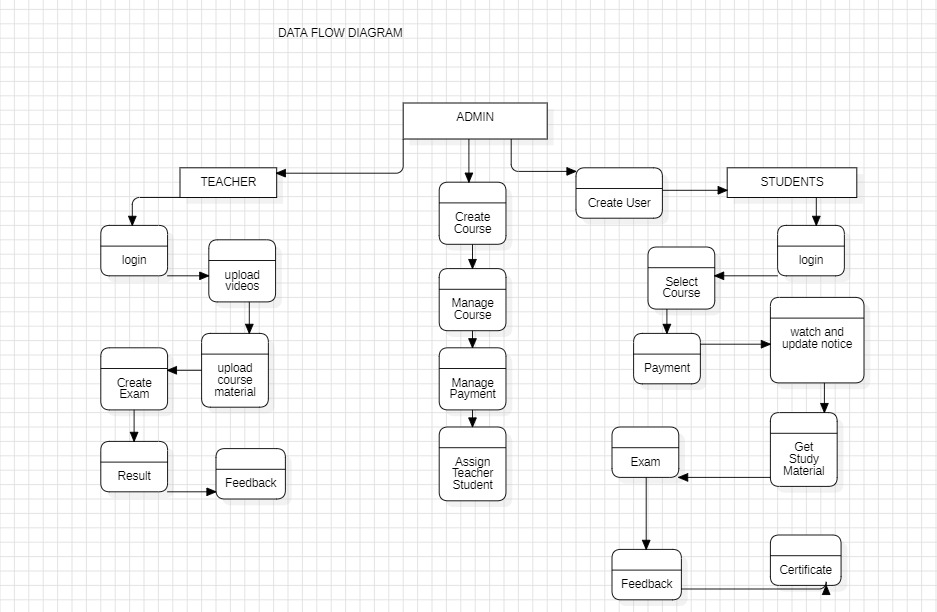 DATA FLOW DIAGRAM
ADMIN
TEACHER
STUDENTS
Create User
Create
Course
login
login
upload
videos
Select
Course
Manage
Course
watch and
update notice
Payment
upload
course
material
Create
Exam
Manage
Payment
Get
Study
Material
Exam
Assign
Teacher
Student
Result
Feedback
Certificate
Feedback